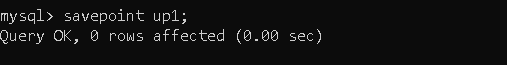 mysql> savepoint up1;
Query OK, 0 rows affected (0.00 sec)